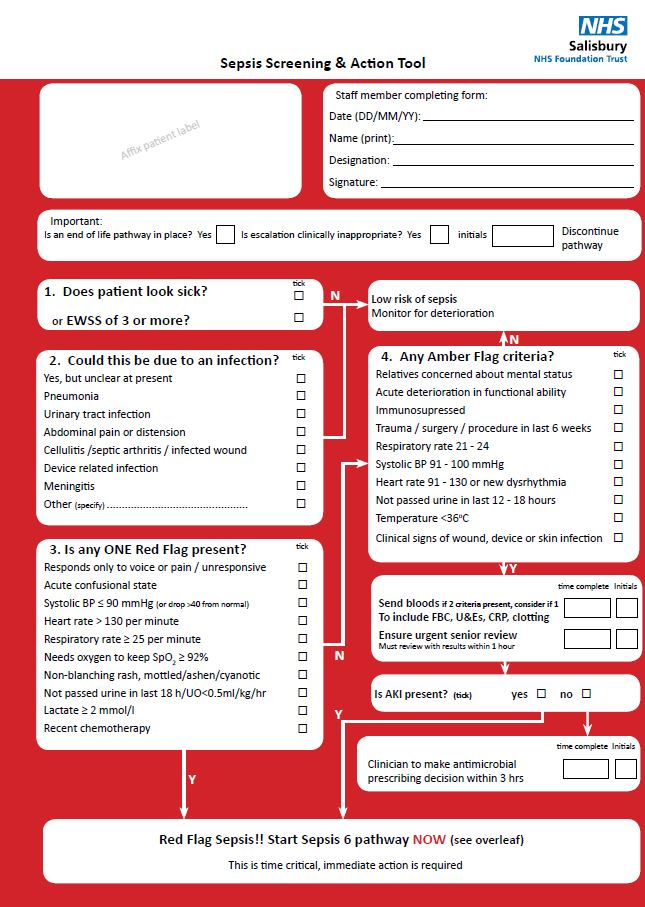 NHS
Salisbury
NHS Foundation Trust
Sepsis Screening & Action Tool
Affix patient label
Staff member completing form:
Date (DD/MM/YY):
Name (print):
Designation:
Signature:
Important:
Is an end of life pathway in place? Yes Is escalation clinically inappropriate? Yes initials Discontinue
pathway
tick
1. Does patient look sick?
or EWSS of 3 or more?
N
Low risk of sepsis
Monitor for deterioration
2. Could this be due to an infection? tick
Yes, but unclear at present
Pneumonia
Urinary tract infection
Abdominal pain or distension
Cellulitis /septic arthritis / infected wound
Device related infection
Meningitis
Other (specify) ................................................
N
4. Any Amber Flag criteria? tick
Relatives concerned about mental status
Acute deterioration in functional ability
Immunosupressed
Trauma / surgery / procedure in last 6 weeks
Respiratory rate 21 - 24
Systolic BP 91 - 100 mmHg
Heart rate 91 - 130 or new dysrhythmia
Not passed urine in last 12 - 18 hours
Temperature <36°C
Clinical signs of wound, device or skin infection
Y
3. Is any ONE Red Flag present? tick
Responds only to voice or pain / unresponsive
Acute confusional state
Systolic BP ≤ 90 mmHg (or drop >40 from normal)
Heart rate > 130 per minute
Respiratory rate ≥ 25 per minute
Needs oxygen to keep SpO₂ ≥ 92%
Non-blanching rash, mottled/ashen/cyanotic
Not passed urine in last 18 h/UO<0.5ml/kg/hr
Lactate ≥ 2 mmol/l
Recent chemotherapy
N
Y
time complete Initials
Send bloods if 2 criteria present, consider if 1
To include FBC, U&Es, CRP, clotting
Ensure urgent senior review
Must review with results within 1 hour
Is AKI present? (tick) yes no
Y
time complete Initials
Clinician to make antimicrobial
prescribing decision within 3 hrs
Red Flag Sepsis!! Start Sepsis 6 pathway NOW (see overleaf)
This is time critical, immediate action is required